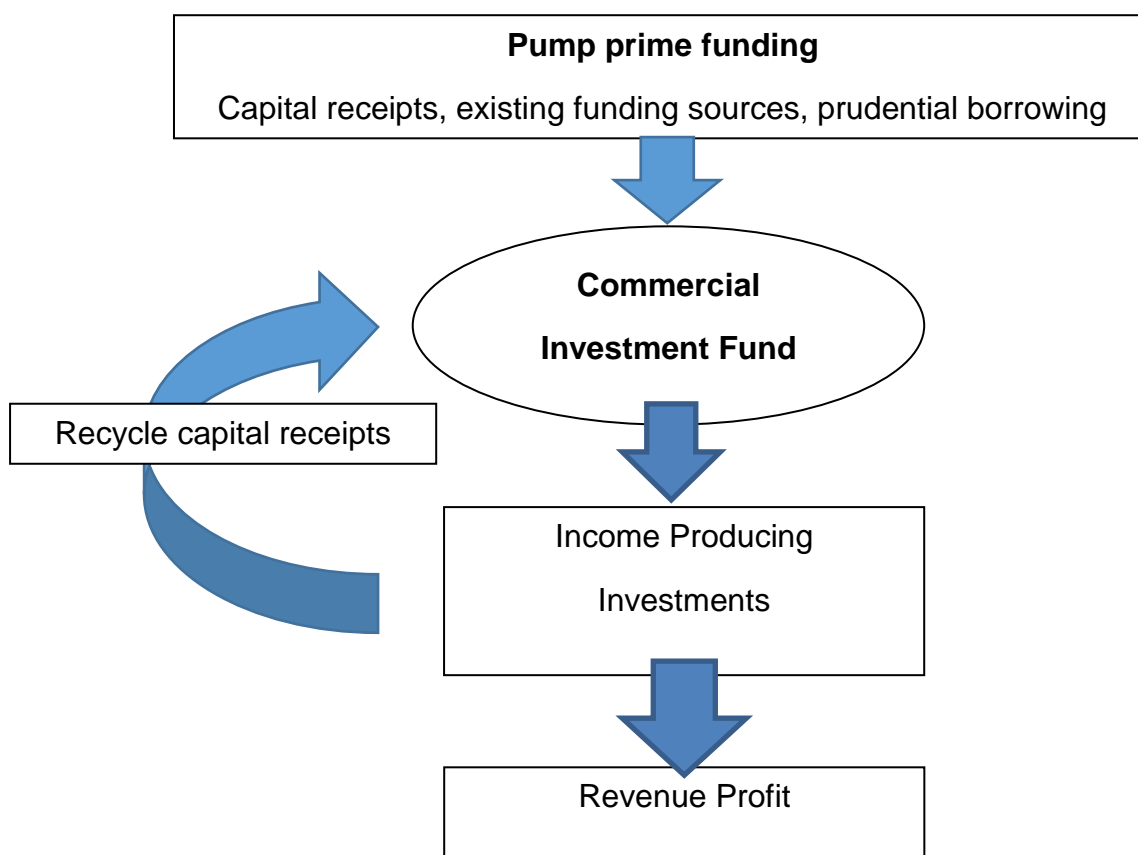 Pump prime funding
Capital receipts, existing funding sources, prudential borrowing
Commercial
Investment Fund
Recycle capital receipts
Income Producing
Investments
Revenue Profit